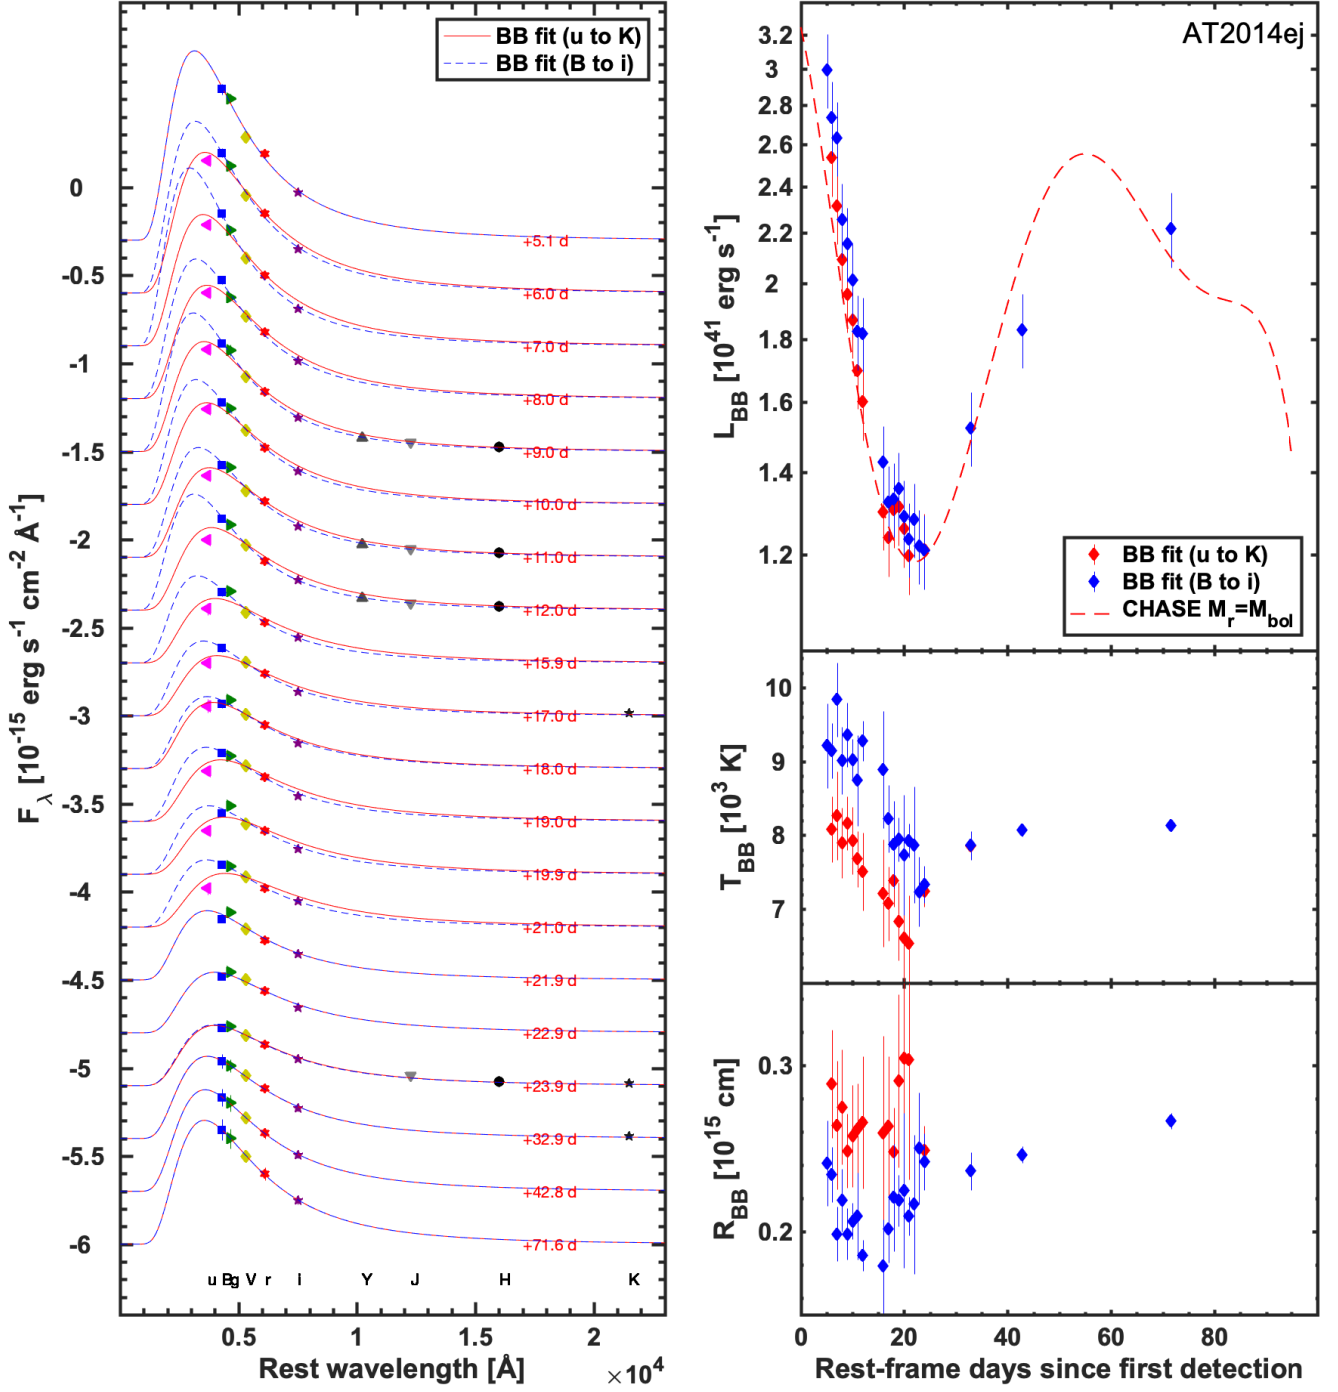 BB fit (u to K)
BB fit (B to i)
0
-0.5
-1
-1.5
-2
-2.5
-3
-3.5
-4
-4.5
-5
-5.5
-6
F_λ [10^-15 erg s^-1 cm^-2 Å^-1]
+5.1 d
+6.0 d
+7.0 d
+8.0 d
+9.0 d
+10.0 d
+11.0 d
+12.0 d
+15.9 d
+17.0 d
+18.0 d
+19.0 d
+19.9 d
+21.0 d
+21.9 d
+22.9 d
+23.9 d
+32.9 d
+42.8 d
+71.6 d
u B g V r i Y J H K
0.5 1 1.5 2
Rest wavelength [Å]
×10^4
AT2014ej
3.2
3
2.8
2.6
2.4
2.2
2
1.8
1.6
1.4
1.2
L_BB [10^41 erg s^-1]
BB fit (u to K)
BB fit (B to i)
CHASE M_r=M_bol
10
9
8
7
T_BB [10^3 K]
0.3
0.2
R_BB [10^15 cm]
0 20 40 60 80
Rest-frame days since first detection